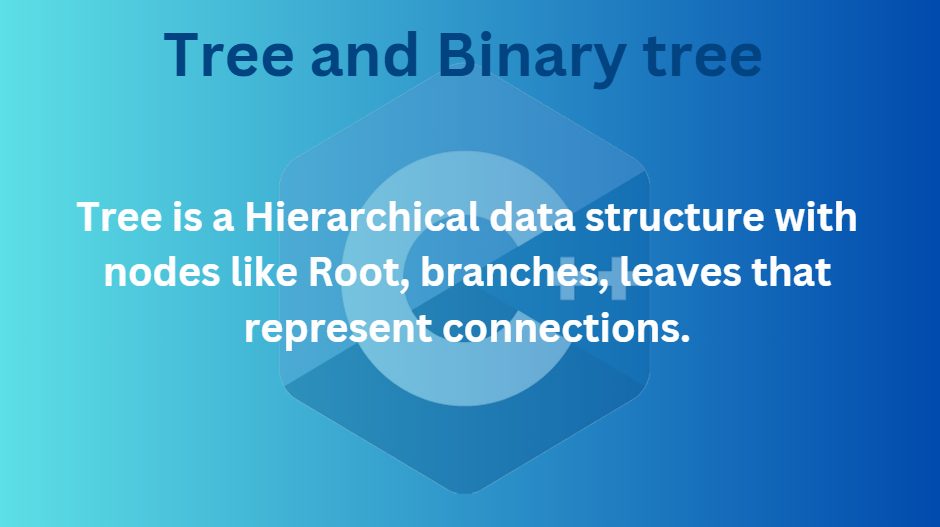 Tree and Binary tree
Tree is a Hierarchical data structure with
nodes like Root, branches, leaves that
represent connections.
C++